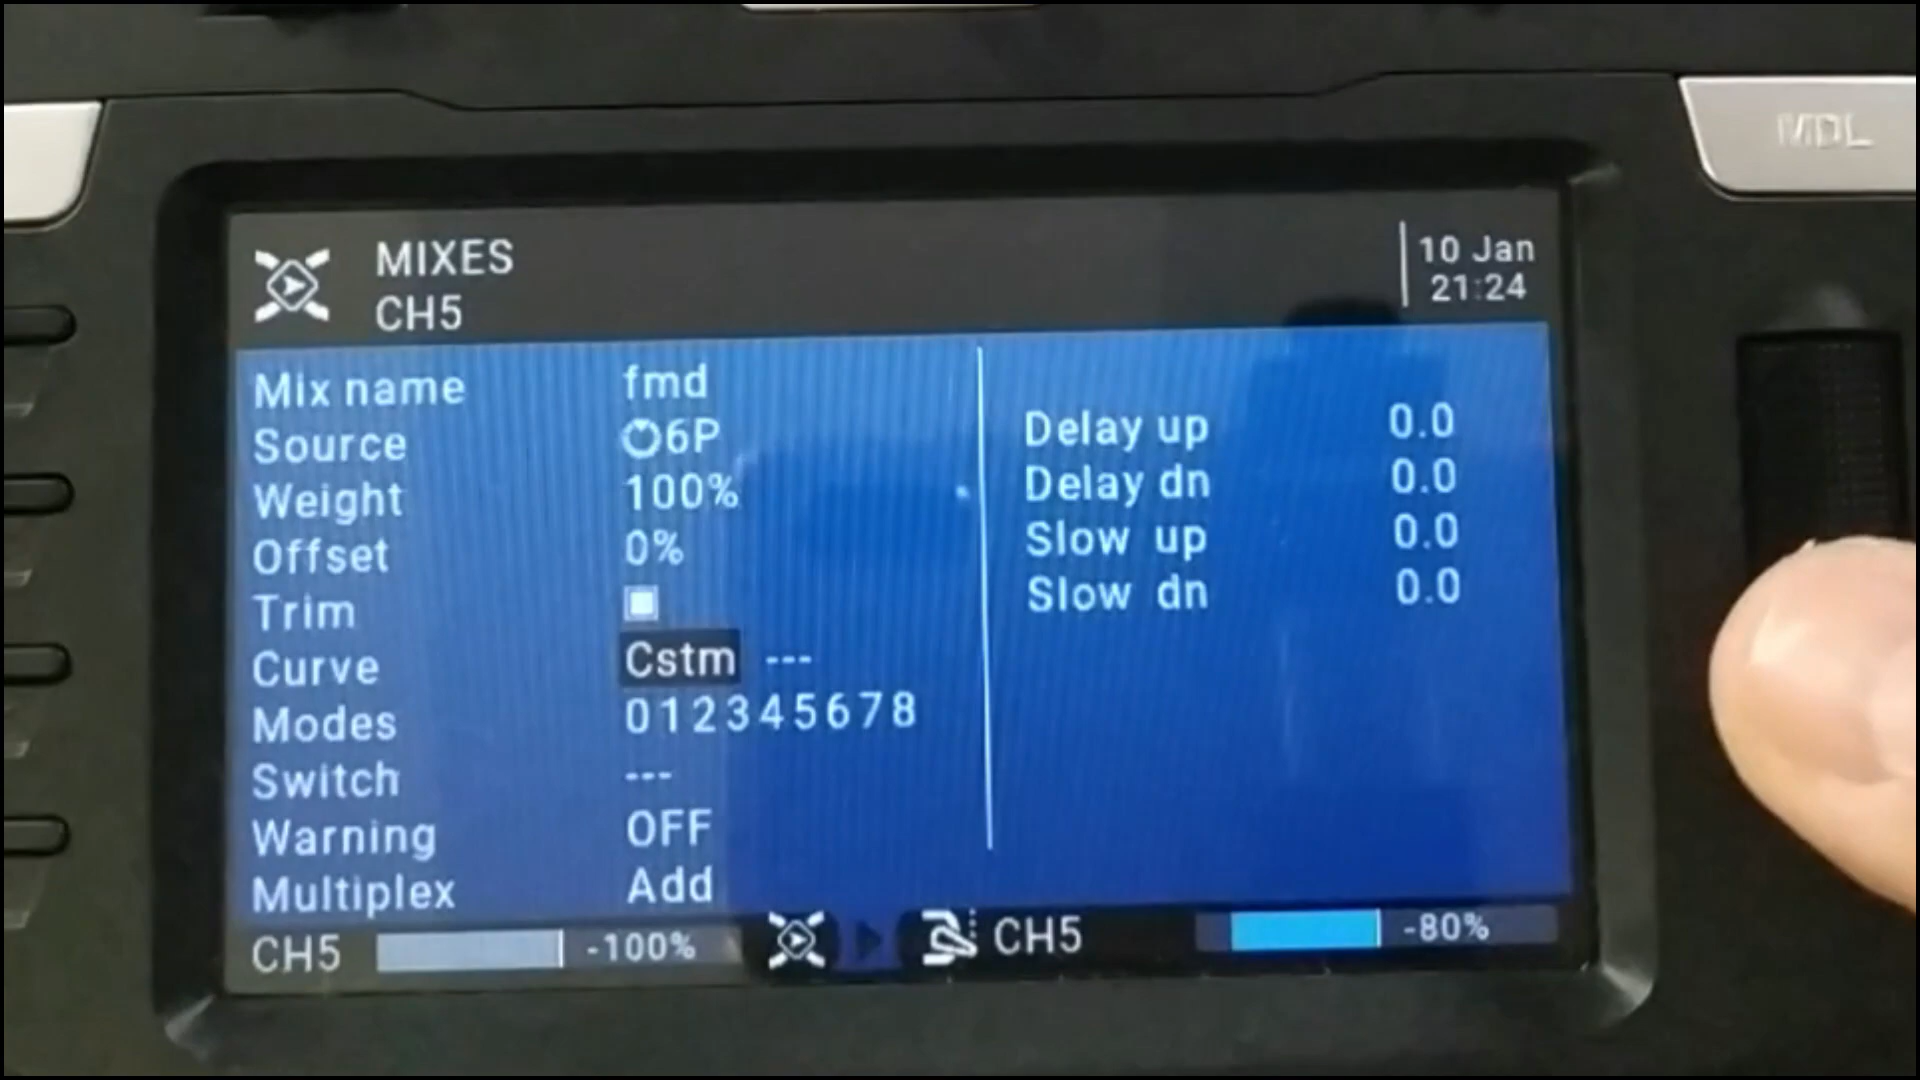 MDL
MIXES
CH5
10 Jan
21:24
Mix name fmd
Source 6P
Weight 100%
Offset 0%
Trim
Curve Cstm ---
Modes 012345678
Switch ---
Warning OFF
Multiplex Add
Delay up 0.0
Delay dn 0.0
Slow up 0.0
Slow dn 0.0
CH5 -100% CH5 -80%